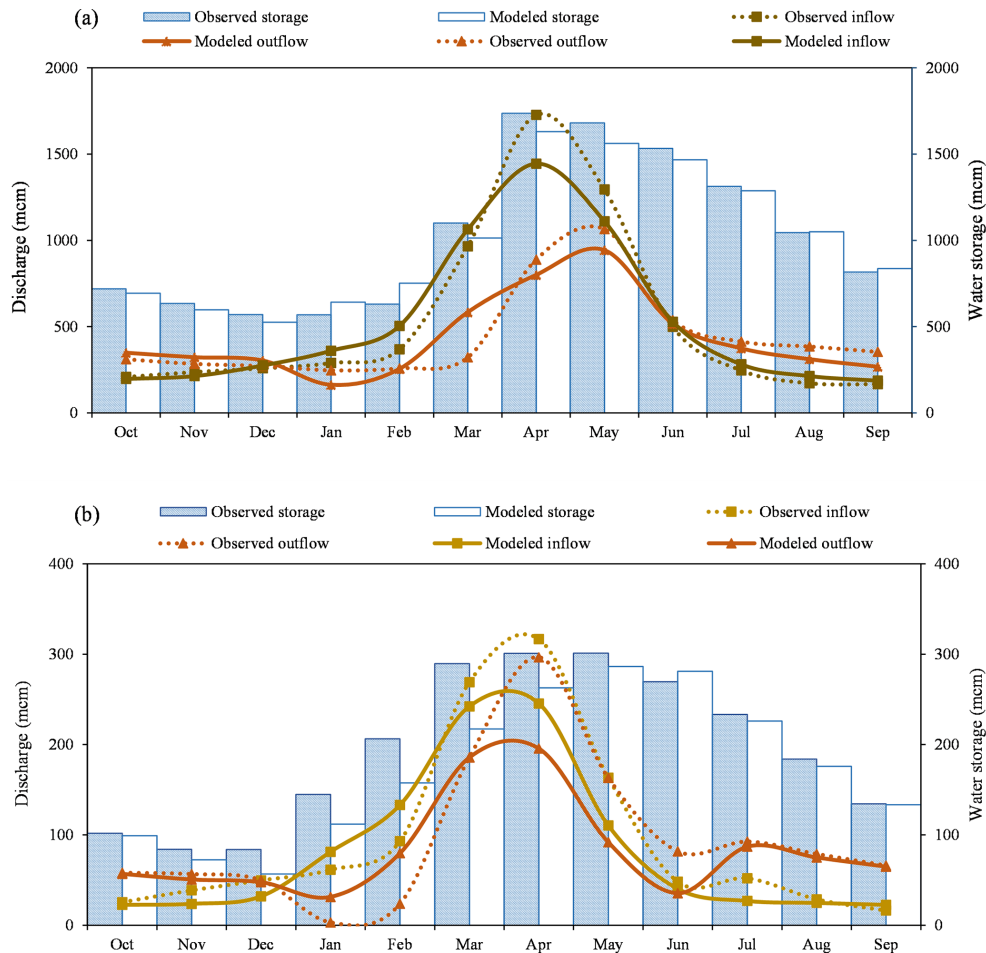 (a)
Observed storage Modeled storage Observed inflow
Modeled outflow Observed outflow Modeled inflow
2000 2000
1500 1500
1000 1000
500 500
0 0
Discharge (mcm)
Water storage (mcm)
Oct Nov Dec Jan Feb Mar Apr May Jun Jul Aug Sep
(b)
Observed storage Modeled storage Observed inflow
Observed outflow Modeled inflow Modeled outflow
400 400
300 300
200 200
100 100
0 0
Discharge (mcm)
Water storage (mcm)
Oct Nov Dec Jan Feb Mar Apr May Jun Jul Aug Sep